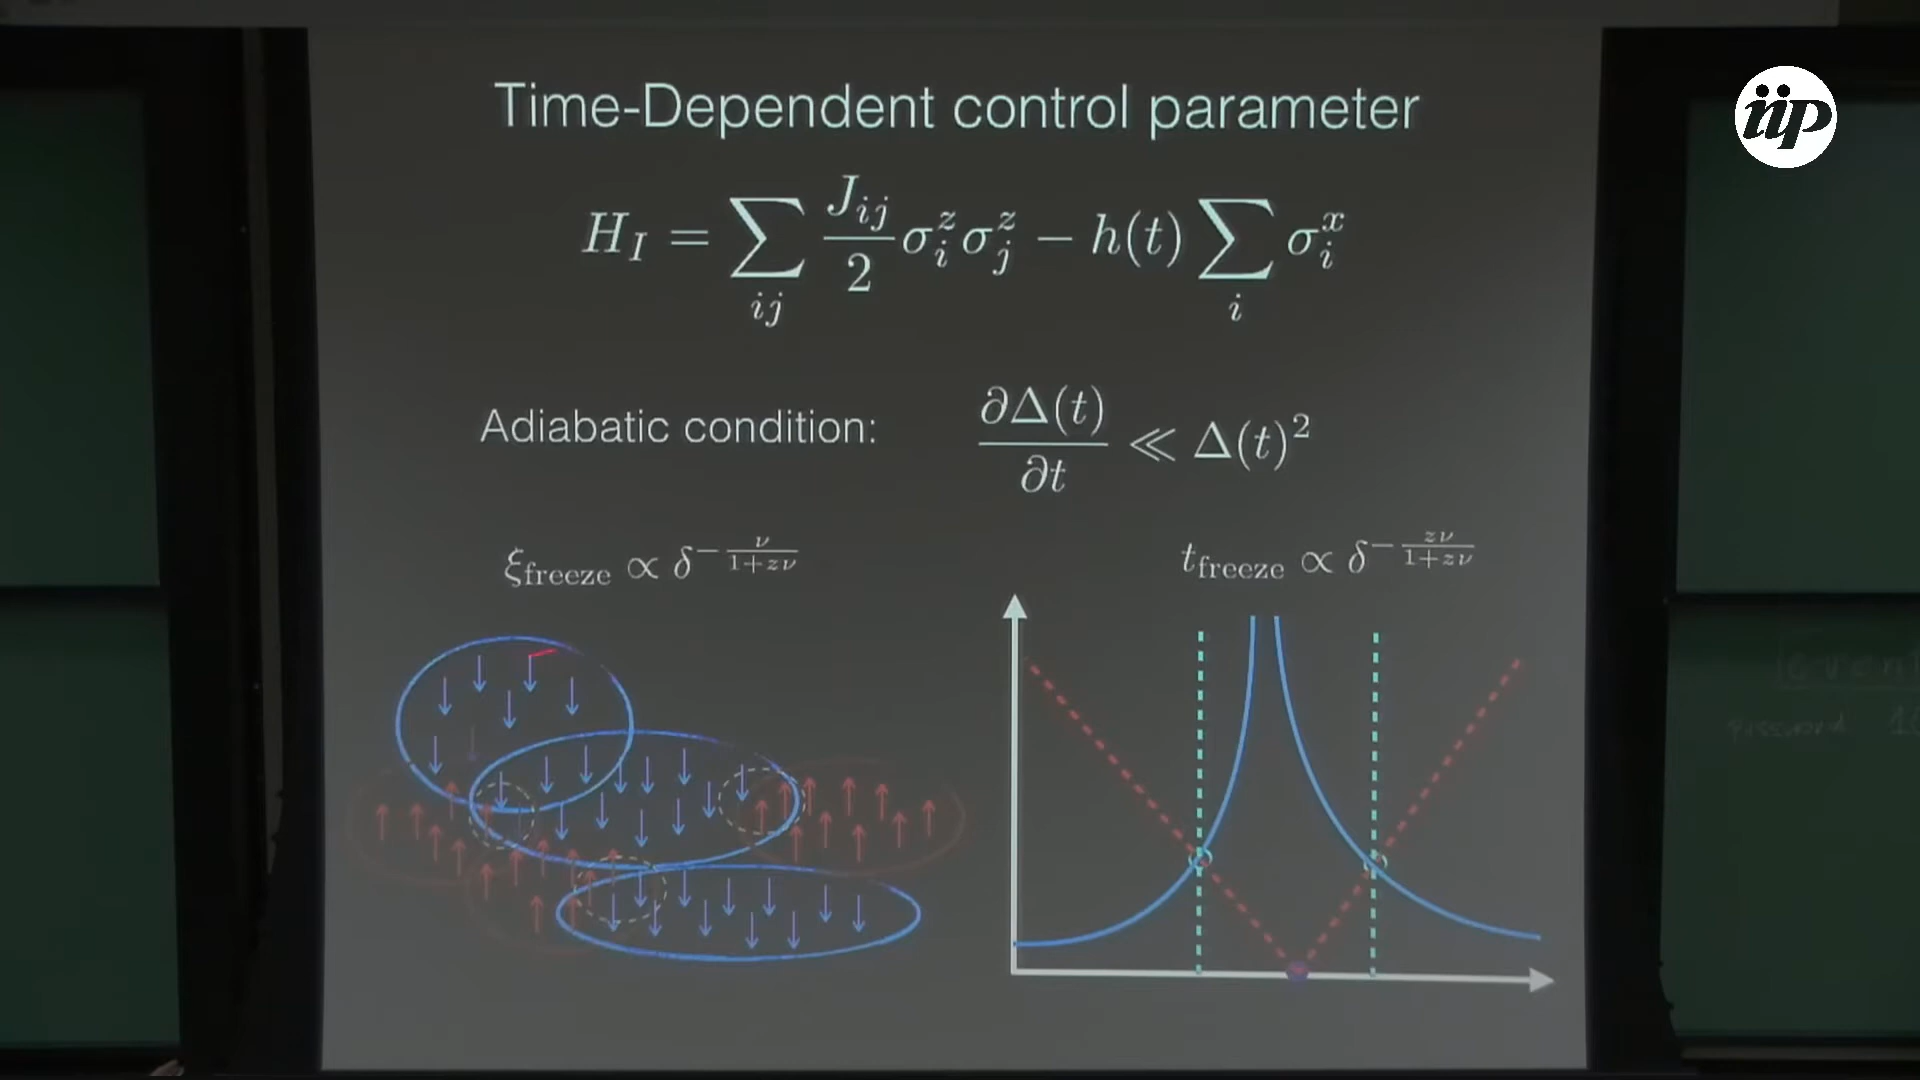 iip
Time-Dependent control parameter
H_I = \sum_{ij} \frac{J_{ij}}{2} \sigma_i^z \sigma_j^z - h(t) \sum_i \sigma_i^x
Adiabatic condition: \frac{\partial \Delta(t)}{\partial t} \ll \Delta(t)^2
\xi_{\text{freeze}} \propto \delta^{-\frac{\nu}{1+z\nu}}
t_{\text{freeze}} \propto \delta^{-\frac{z\nu}{1+z\nu}}